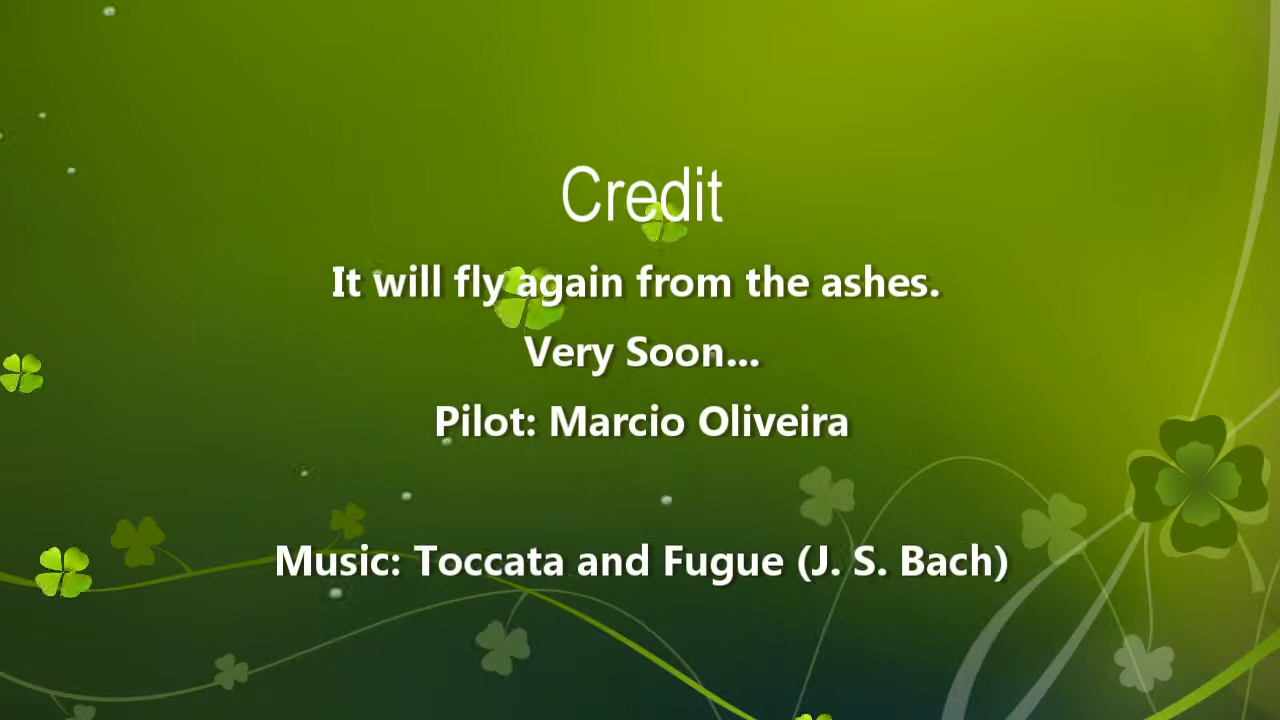 Credit
It will fly again from the ashes.
Very Soon...
Pilot: Marcio Oliveira
Music: Toccata and Fugue (J. S. Bach)